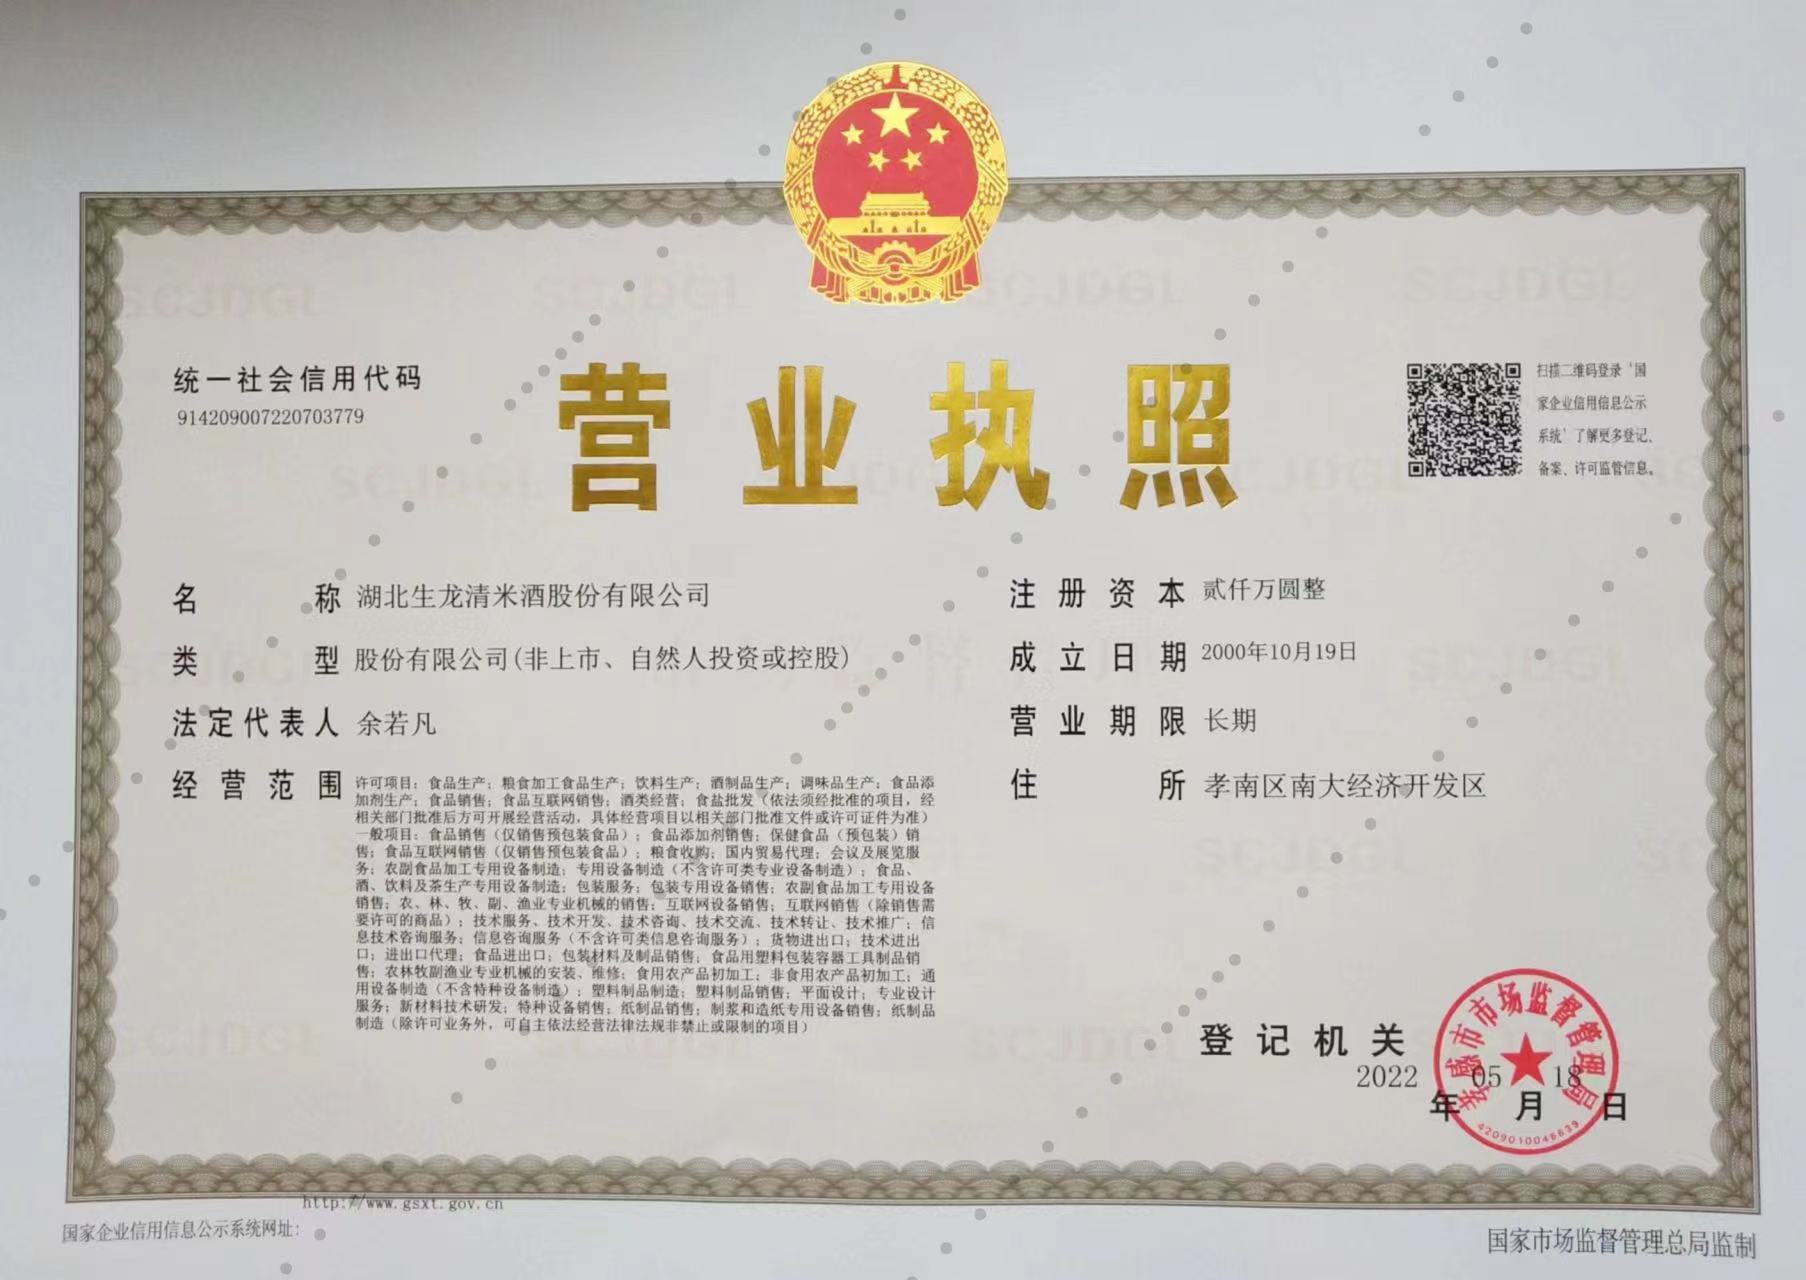 统一社会信用代码
914209007220703779
营业执照
扫描二维码登录‘国
家企业信用信息公示
系统’了解更多登记、
备案、许可监管信息。
名称 湖北生龙清米酒股份有限公司
类型 股份有限公司(非上市、自然人投资或控股)
法定代表人 余若凡
经营范围 许可项目：食品生产；粮食加工食品生产；饮料生产；酒制品生产；调味品生产；食品添
加剂生产；食品销售；食品互联网销售；酒类经营；食盐批发（依法须经批准的项目，经
相关部门批准后方可开展经营活动，具体经营项目以相关部门批准文件或许可证件为准）
一般项目：食品销售（仅销售预包装食品）；食品添加剂销售；保健食品（预包装）销
售；食品互联网销售（仅销售预包装食品）；粮食收购；国内贸易代理；会议及展览服
务；农副食品加工专用设备制造；专用设备制造（不含许可类专业设备制造）；食品、
酒、饮料及茶生产专用设备制造；包装服务；包装专用设备销售；农副食品加工专用设备
销售；农、林、牧、副、渔业专业机械的销售；互联网设备销售；互联网销售（除销售需
要许可的商品）；技术服务、技术开发、技术咨询、技术交流、技术转让、技术推广；信
息技术咨询服务；信息咨询服务（不含许可类信息咨询服务）；货物进出口；技术进出
口；进出口代理；食品进出口；包装材料及制品销售；食品用塑料包装容器工具制品销
售；农林牧副渔业专业机械的安装、维修；食用农产品初加工；非食用农产品初加工；通
用设备制造（不含特种设备制造）；塑料制品制造；塑料制品销售；平面设计；专业设计
服务；新材料技术研发；特种设备销售；纸制品销售；制浆和造纸专用设备销售；纸制品
制造（除许可业务外，可自主依法经营法律法规非禁止或限制的项目）
注册资本 贰仟万圆整
成立日期 2000年10月19日
营业期限 长期
住所 孝南区南大经济开发区
登记机关
2022 05 18
年 月 日
孝感市市场监督管理局
4209010046639
http://www.gsxt.gov.cn
国家企业信用信息公示系统网址：
国家市场监督管理总局监制